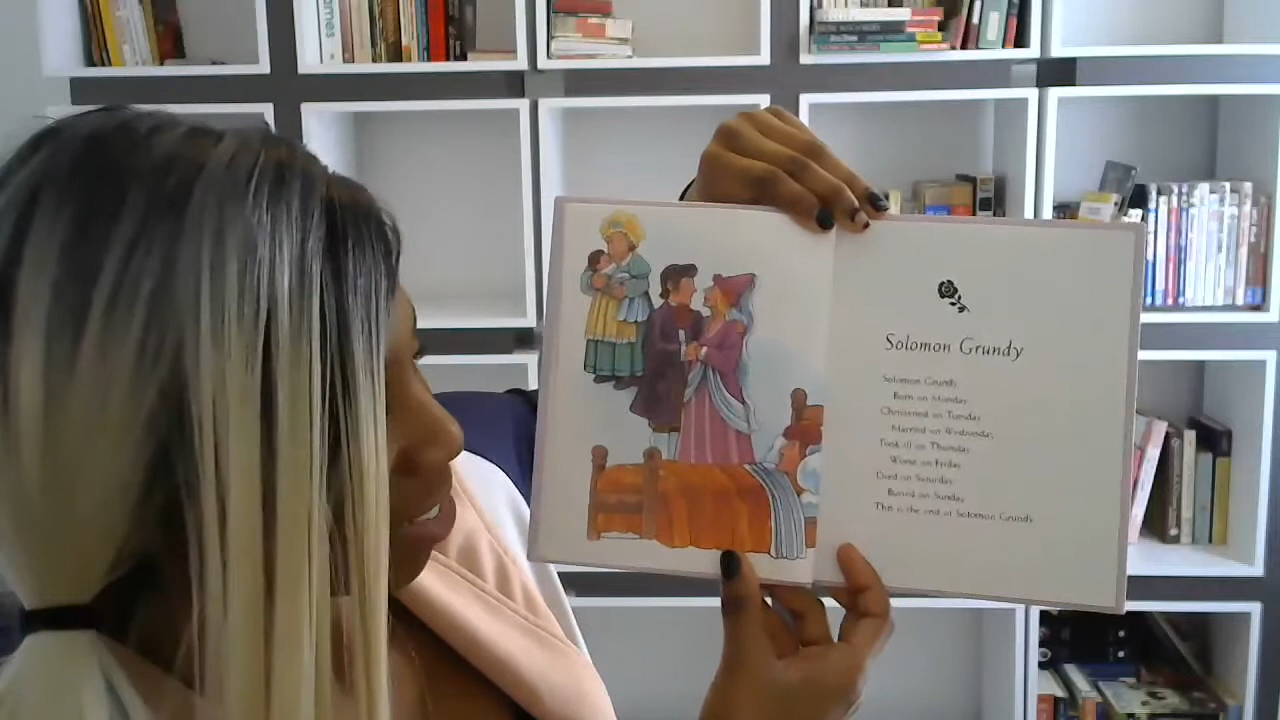 Solomon Grundy
Solomon Grundy
Born on Monday
Christened on Tuesday
Married on Wednesday
Took ill on Thursday
Worse on Friday
Died on Saturday
Buried on Sunday
This is the end of Solomon Grundy